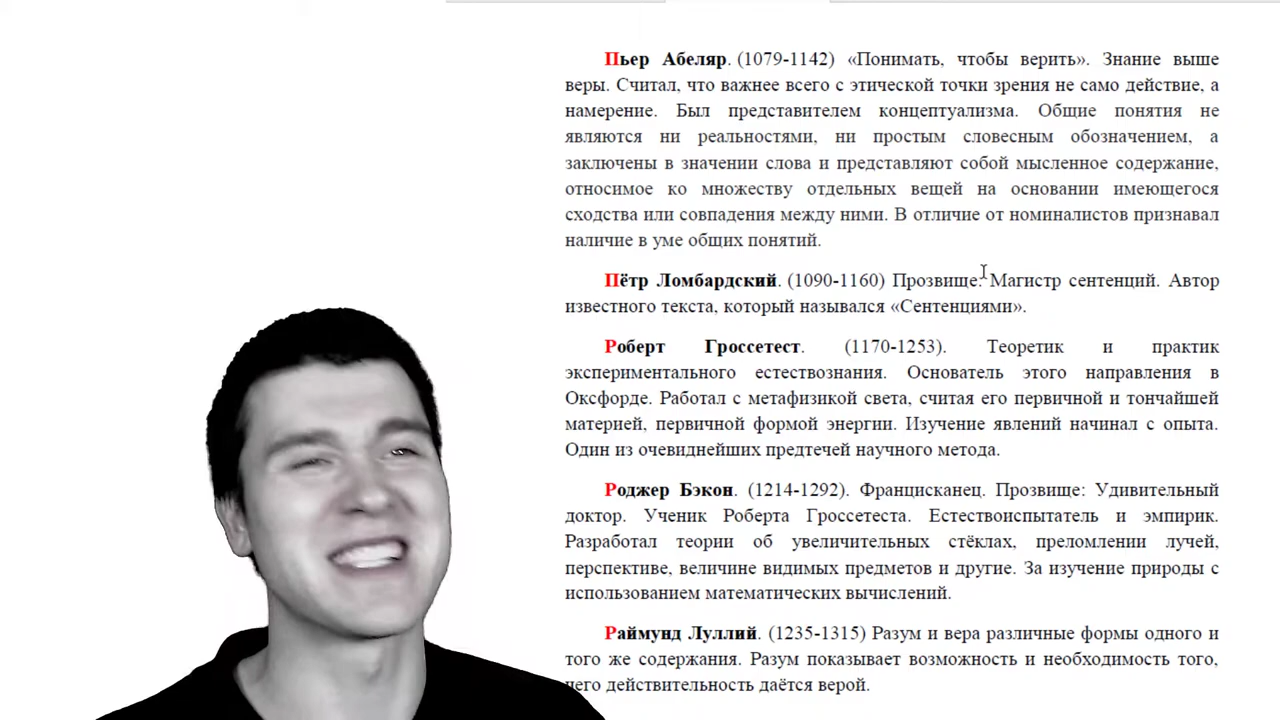 Пьер Абеляр. (1079-1142) «Понимать, чтобы верить». Знание выше
веры. Считал, что важнее всего с этической точки зрения не само действие, а
намерение. Был представителем концептуализма. Общие понятия не
являются ни реальностями, ни простым словесным обозначением, а
заключены в значении слова и представляют собой мысленное содержание,
относимое ко множеству отдельных вещей на основании имеющегося
сходства или совпадения между ними. В отличие от номиналистов признавал
наличие в уме общих понятий.
Пётр Ломбардский. (1090-1160) Прозвище: Магистр сентенций. Автор
известного текста, который назывался «Сентенциями».
Роберт Гроссетест. (1170-1253). Теоретик и практик
экспериментального естествознания. Основатель этого направления в
Оксфорде. Работал с метафизикой света, считая его первичной и тончайшей
материей, первичной формой энергии. Изучение явлений начинал с опыта.
Один из очевиднейших предтечей научного метода.
Роджер Бэкон. (1214-1292). Францисканец. Прозвище: Удивительный
доктор. Ученик Роберта Гроссетеста. Естествоиспытатель и эмпирик.
Разработал теории об увеличительных стёклах, преломлении лучей,
перспективе, величине видимых предметов и другие. За изучение природы с
использованием математических вычислений.
Раймунд Луллий. (1235-1315) Разум и вера различные формы одного и
того же содержания. Разум показывает возможность и необходимость того,
чего действительность даётся верой.